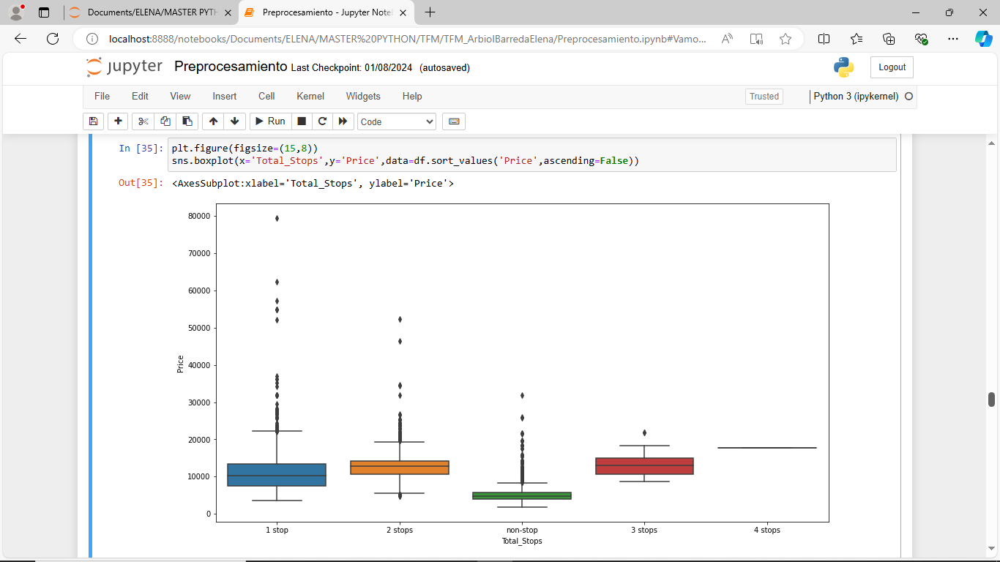 Documents/ELENA/MASTER PYTH
Preprocesamiento - Jupyter Note
localhost:8888/notebooks/Documents/ELENA/MASTER%20PYTHON/TFM/TFM_ArbiolBarredaElena/Preprocesamiento.ipynb#Vamo...
jupyter Preprocesamiento Last Checkpoint: 01/08/2024 (autosaved)
Logout
File Edit View Insert Cell Kernel Widgets Help
Trusted
Python 3 (ipykernel)
Run
Code
In [35]: plt.figure(figsize=(15,8))
sns.boxplot(x='Total_Stops',y='Price',data=df.sort_values('Price',ascending=False))
Out[35]: <AxesSubplot:xlabel='Total_Stops', ylabel='Price'>
80000
70000
60000
50000
40000
30000
20000
10000
0
Price
1 stop 2 stops non-stop 3 stops 4 stops
Total_Stops